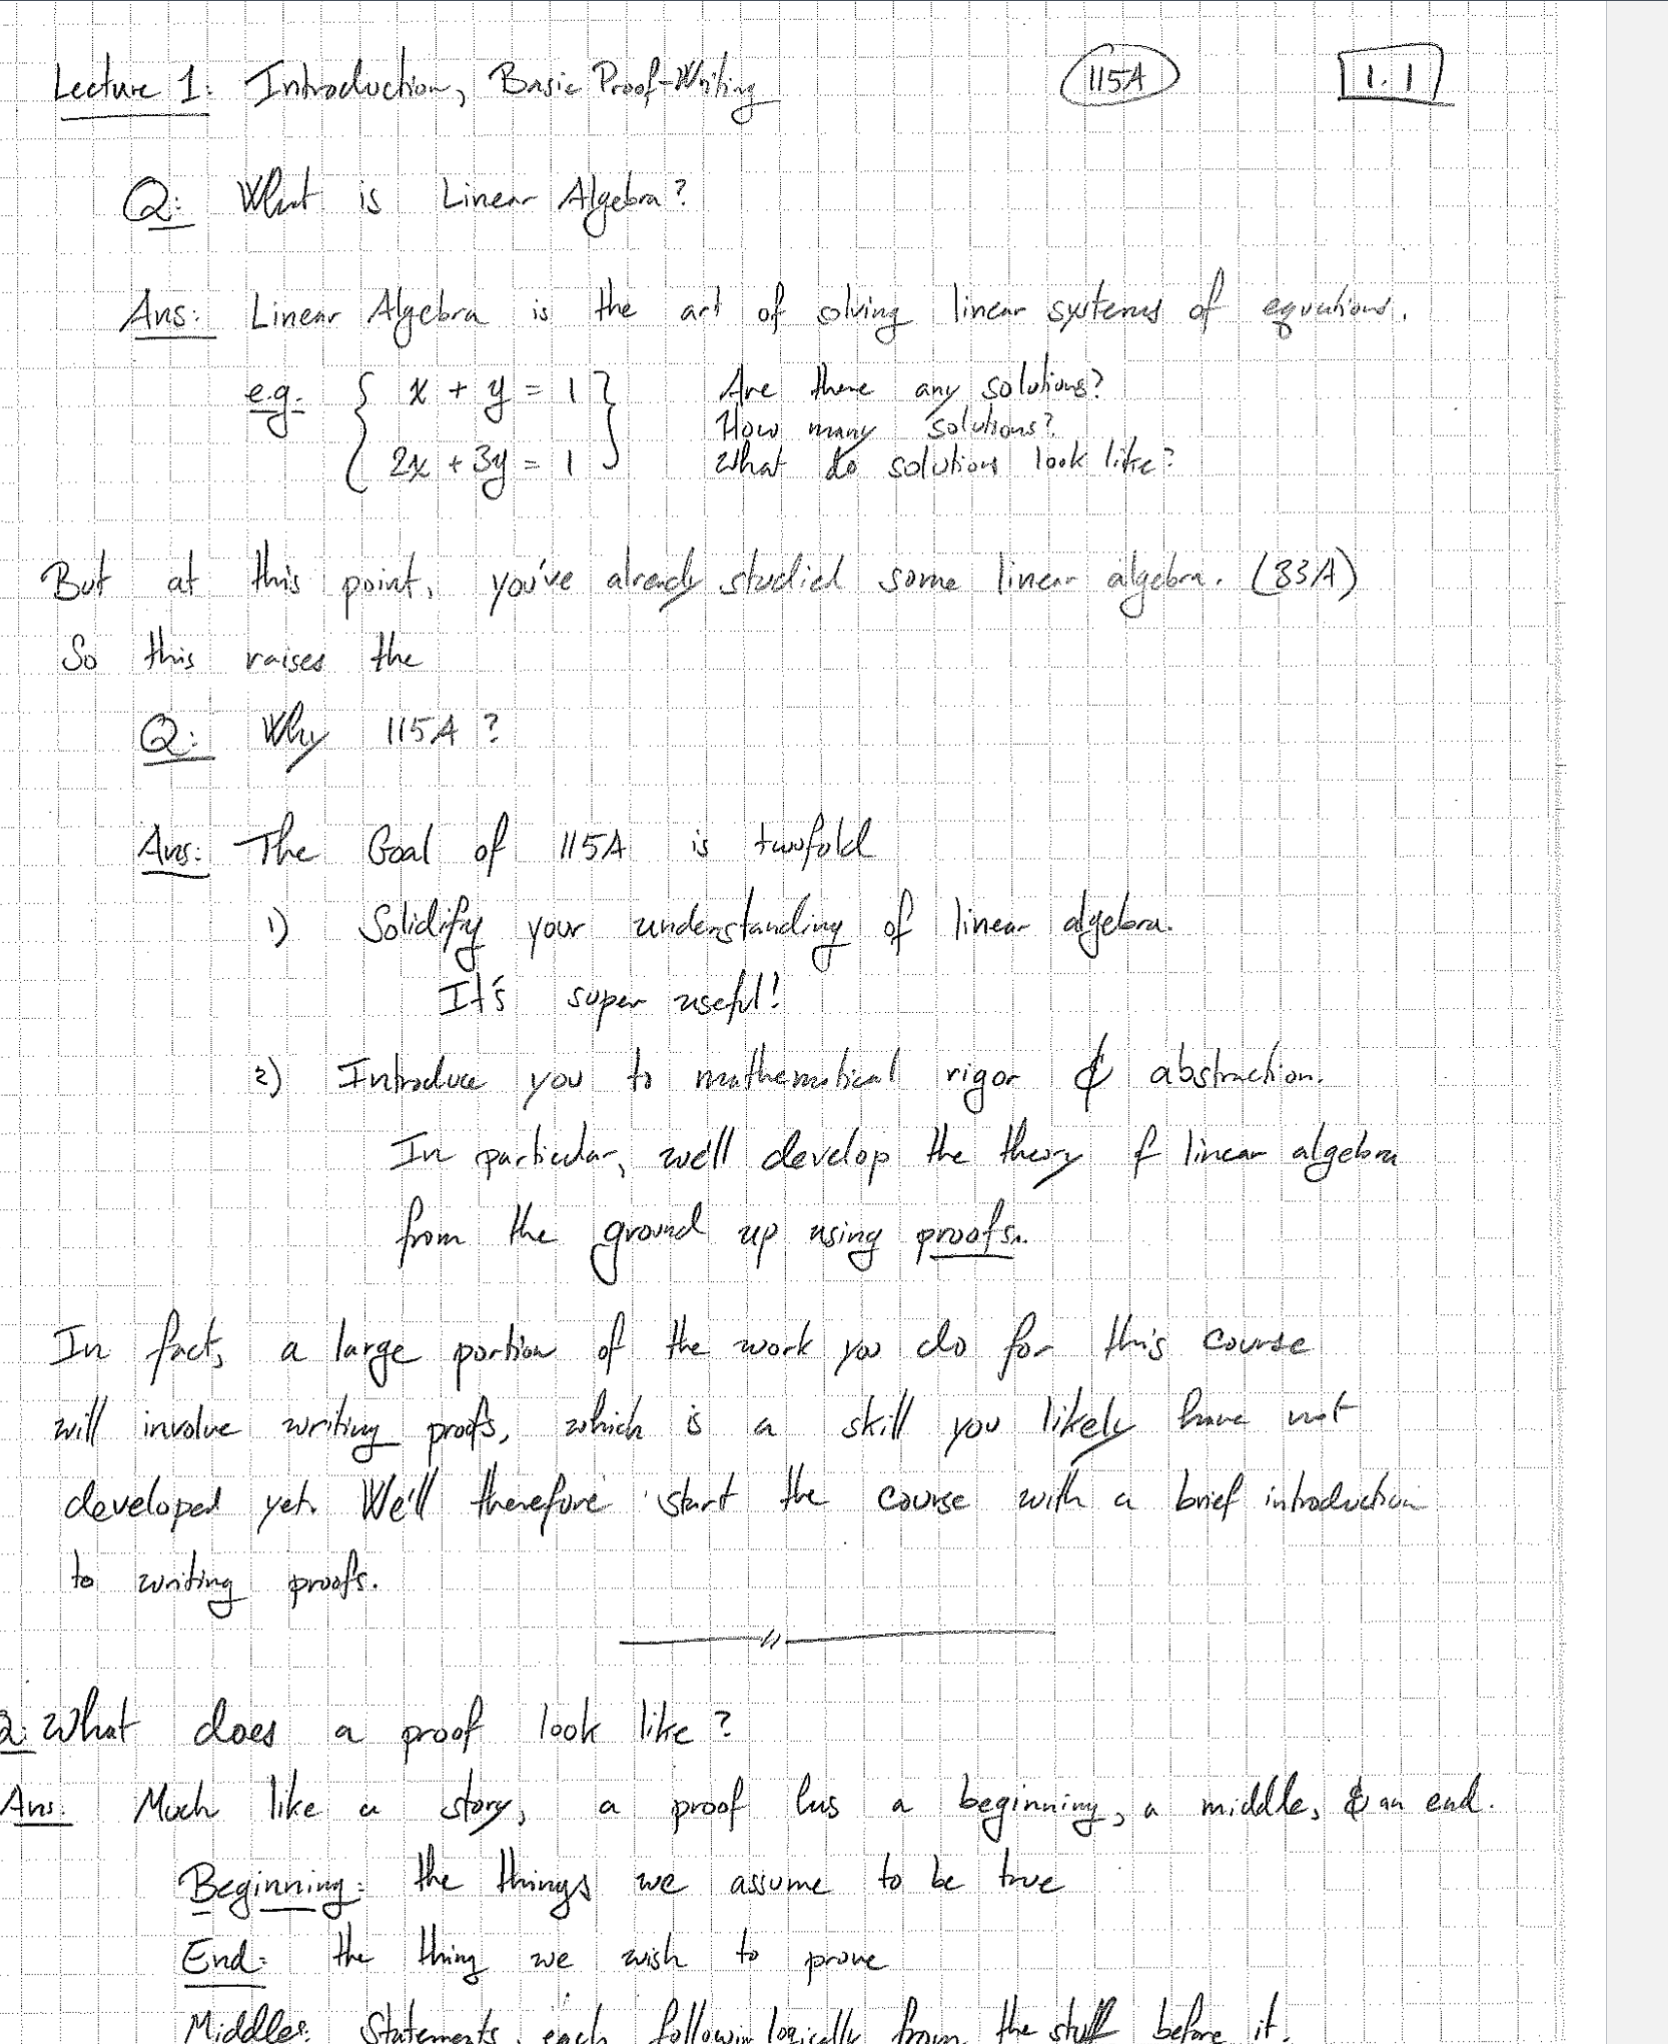 Lecture 1: Introduction, Basic Proof-Writing 115A 1.1
Q: What is Linear Algebra?
Ans: Linear Algebra is the art of solving linear systems of equations.
e.g. { x + y = 1 } Are there any solutions?
How many solutions?
2x + 3y = 1 What do solutions look like?
But at this point, you've already studied some linear algebra. (33A)
So this raises the
Q: Why 115A?
Ans: The Goal of 115A is twofold
1) Solidify your understanding of linear algebra.
It's super useful!
2) Introduce you to mathematical rigor & abstraction.
In particular, we'll develop the theory of linear algebra
from the ground up using proofs.
In fact, a large portion of the work you do for this course
will involve writing proofs, which is a skill you likely have not
developed yet. We'll therefore start the course with a brief introduction
to writing proofs.
Q: What does a proof look like?
Ans: Much like a story, a proof has a beginning, a middle, & an end.
Beginning: the things we assume to be true
End: the thing we wish to prove
Middle: Statements, each following logically from the stuff before it.